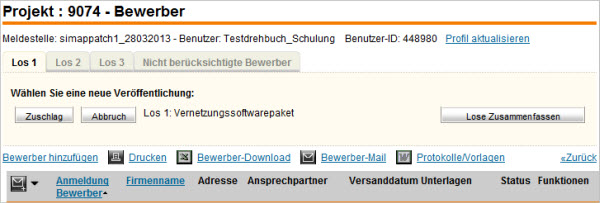 Projekt : 9074 - Bewerber
Meldestelle: simappatch1_28032013 - Benutzer: Testdrehbuch_Schulung Benutzer-ID: 448980 Profil aktualisieren
Los 1 Los 2 Los 3 Nicht berücksichtigte Bewerber
Wählen Sie eine neue Veröffentlichung:
Zuschlag Abbruch Los 1: Vernetzungssoftwarepaket Lose Zusammenfassen
Bewerber hinzufügen Drucken Bewerber-Download Bewerber-Mail Protokolle/Vorlagen «Zurück
Anmeldung Firmenname Adresse Ansprechpartner Versanddatum Unterlagen Status Funktionen
Bewerber